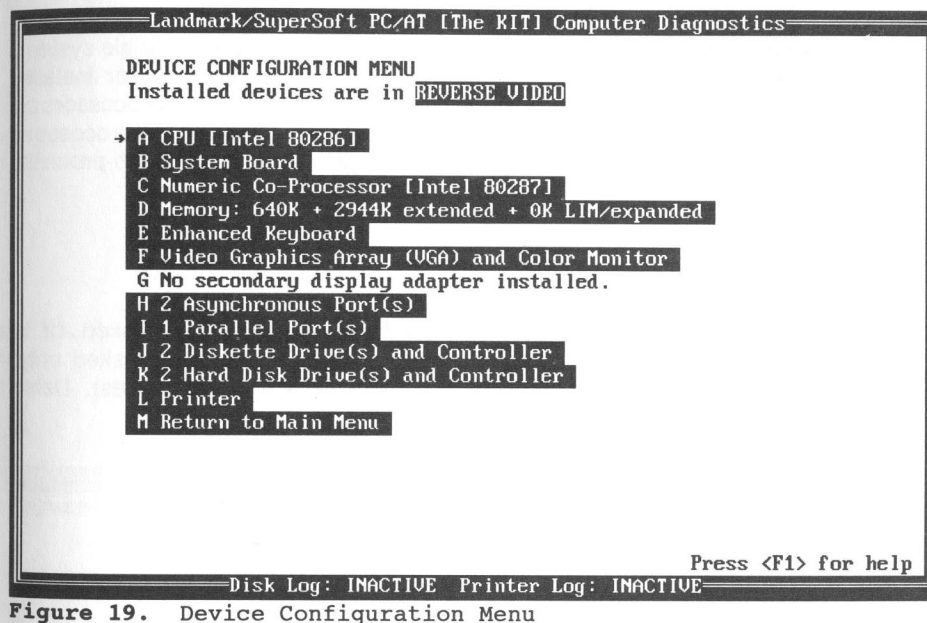 Landmark/SuperSoft PC/AT [The KIT] Computer Diagnostics
DEVICE CONFIGURATION MENU
Installed devices are in REVERSE VIDEO
→ A CPU [Intel 80286]
B System Board
C Numeric Co-Processor [Intel 80287]
D Memory: 640K + 2944K extended + 0K LIM/expanded
E Enhanced Keyboard
F Video Graphics Array (VGA) and Color Monitor
G No secondary display adapter installed.
H 2 Asynchronous Port(s)
I 1 Parallel Port(s)
J 2 Diskette Drive(s) and Controller
K 2 Hard Disk Drive(s) and Controller
L Printer
M Return to Main Menu
Press <F1> for help
Disk Log: INACTIVE Printer Log: INACTIVE
Figure 19. Device Configuration Menu